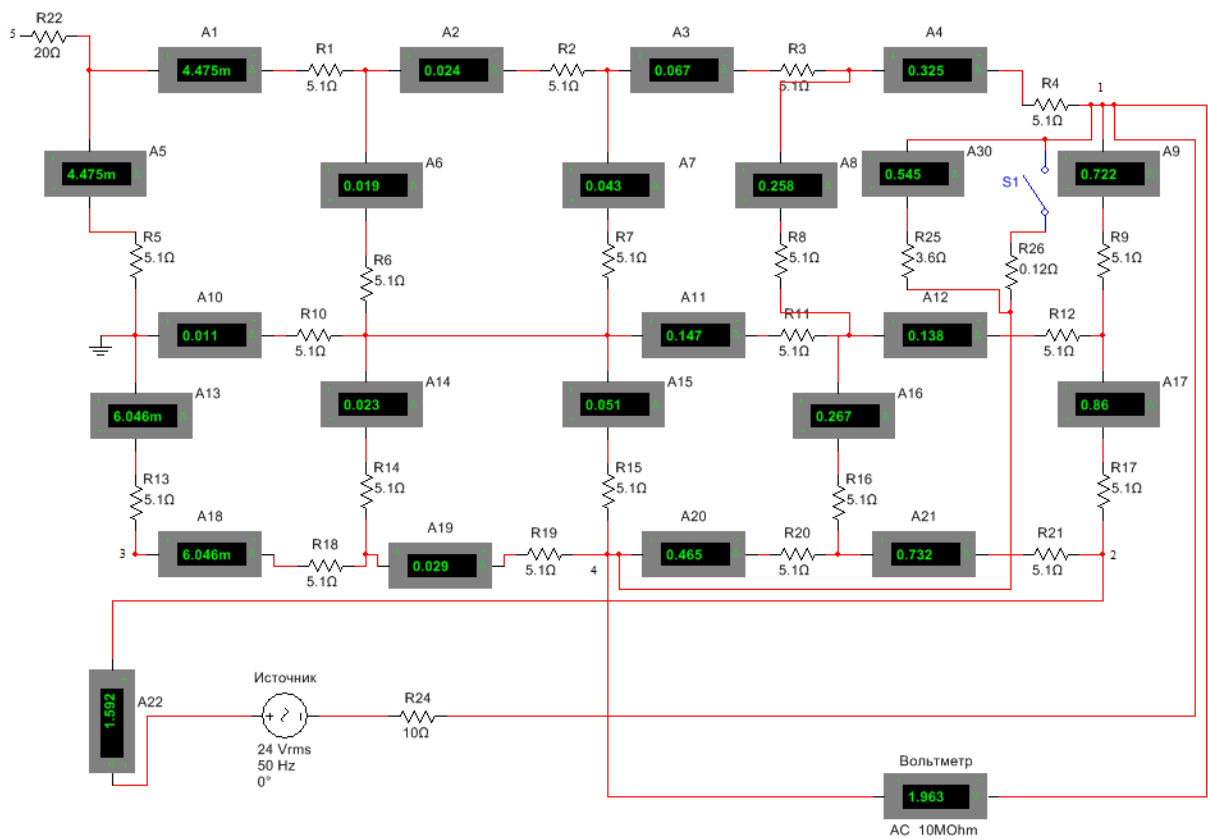 R22
5
20Ω
A1
4.475m
R1
5.1Ω
A2
0.024
R2
5.1Ω
A3
0.067
R3
5.1Ω
A4
0.325
R4
5.1Ω
1
A5
4.475m
A6
0.019
A7
0.043
A8
0.258
A30
0.545
S1
A9
0.722
R5
5.1Ω
R6
5.1Ω
R7
5.1Ω
R8
5.1Ω
R25
3.6Ω
R26
0.12Ω
R9
5.1Ω
A10
0.011
R10
5.1Ω
A11
0.147
R11
5.1Ω
A12
0.138
R12
5.1Ω
A13
6.046m
A14
0.023
A15
0.051
A16
0.267
A17
0.86
R13
5.1Ω
R14
5.1Ω
R15
5.1Ω
R16
5.1Ω
R17
5.1Ω
3
A18
6.046m
R18
5.1Ω
A19
0.029
R19
5.1Ω
4
A20
0.465
R20
5.1Ω
A21
0.732
R21
5.1Ω
2
A22
1.592
Источник
24 Vrms
50 Hz
0°
R24
10Ω
Вольтметр
1.963
AC 10MOhm